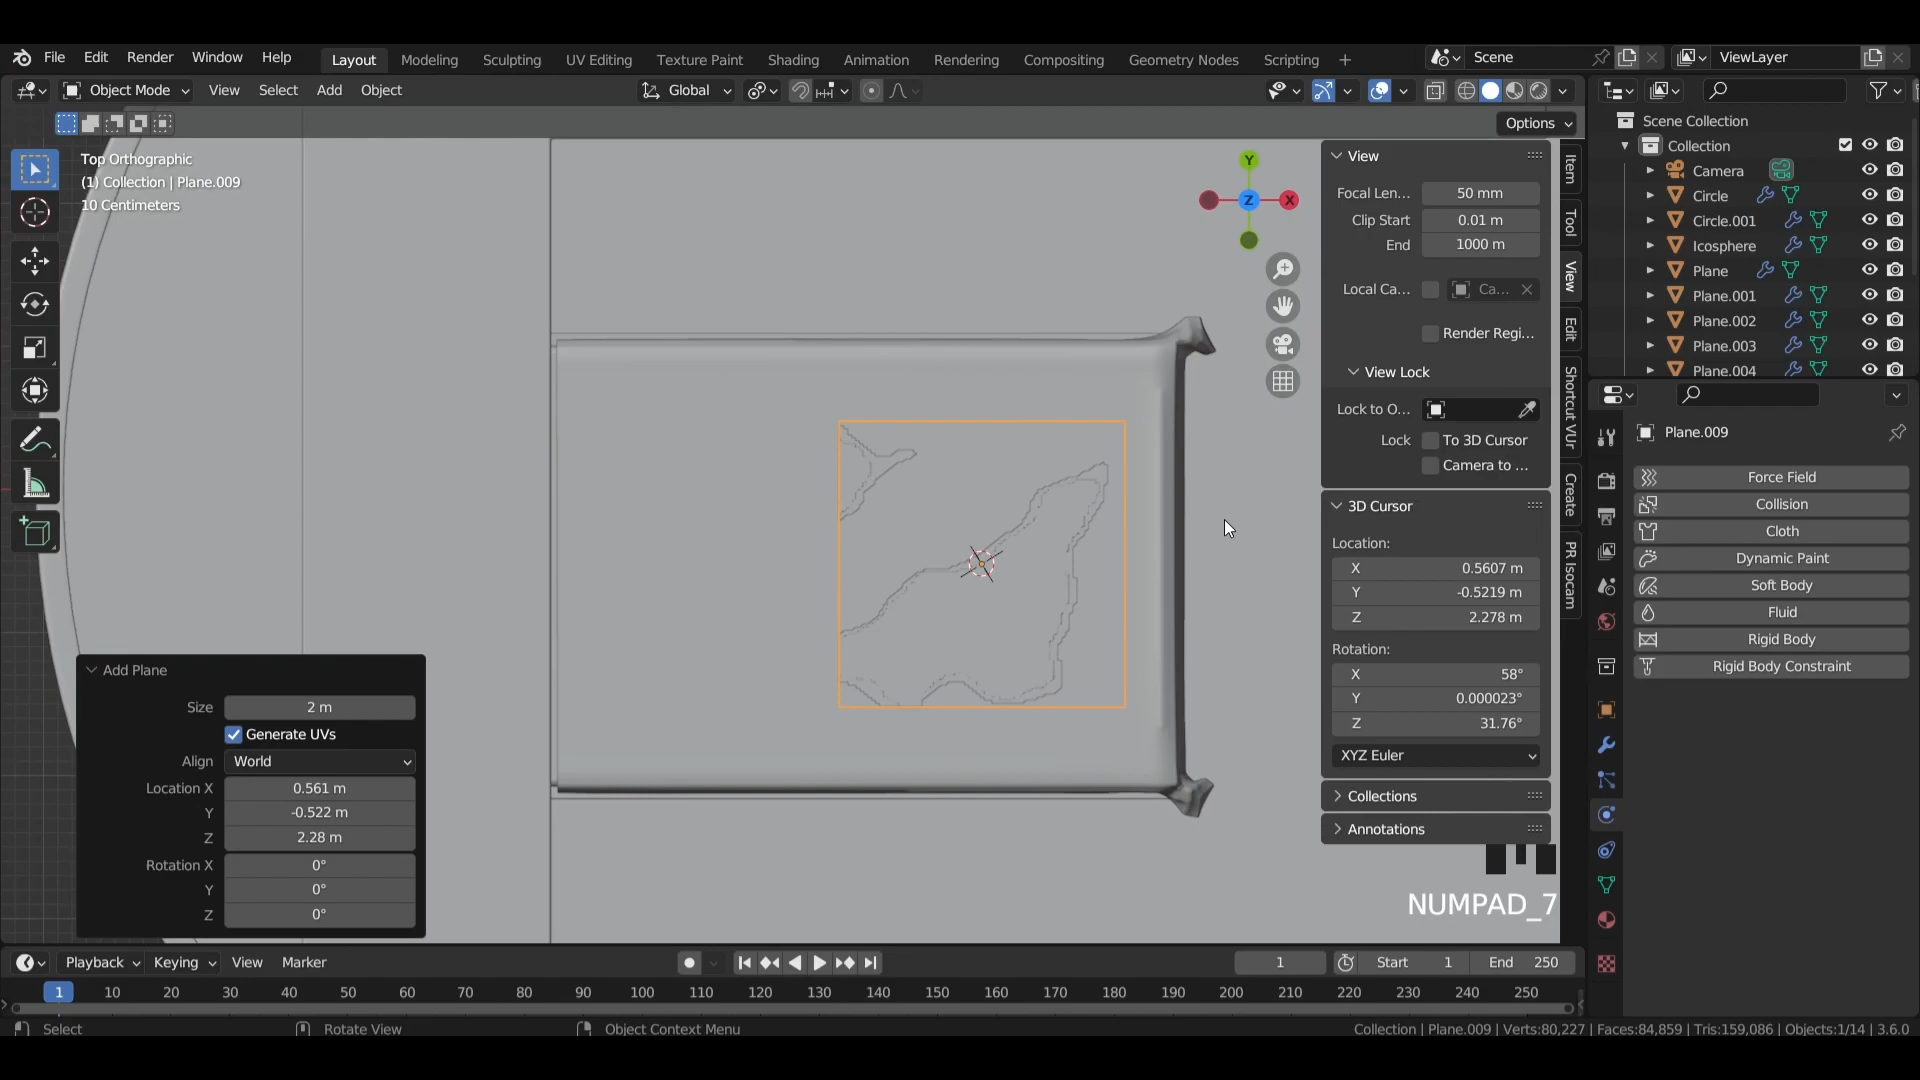 File Edit Render Window Help Layout Modeling Sculpting UV Editing Texture Paint Shading Animation Rendering Compositing Geometry Nodes Scripting + Scene ViewLayer
Object Mode View Select Add Object Global
Options
Top Orthographic
(1) Collection | Plane.009
10 Centimeters
Y
Z
X
Add Plane
Size 2 m
Generate UVs
Align World
Location X 0.561 m
Y -0.522 m
Z 2.28 m
Rotation X 0°
Y 0°
Z 0°
View
Focal Len... 50 mm
Clip Start 0.01 m
End 1000 m
Local Ca... Ca...
Render Regi...
View Lock
Lock to O...
Lock To 3D Cursor
Camera to ...
3D Cursor
Location:
X 0.5607 m
Y -0.5219 m
Z 2.278 m
Rotation:
X 58°
Y 0.000023°
Z 31.76°
XYZ Euler
Collections
Annotations
NUMPAD_7
Item
Tool
View
Edit
Shortcut VUr
Create
PR Isocam
Scene Collection
Collection
Camera
Circle
Circle.001
Icosphere
Plane
Plane.001
Plane.002
Plane.003
Plane.004
Plane.009
Force Field
Collision
Cloth
Dynamic Paint
Soft Body
Fluid
Rigid Body
Rigid Body Constraint
Playback Keying View Marker 1 Start 1 End 250
1 10 20 30 40 50 60 70 80 90 100 110 120 130 140 150 160 170 180 190 200 210 220 230 240 250
Select Rotate View Object Context Menu Collection | Plane.009 | Verts:80,227 | Faces:84,859 | Tris:159,086 | Objects:1/14 | 3.6.0